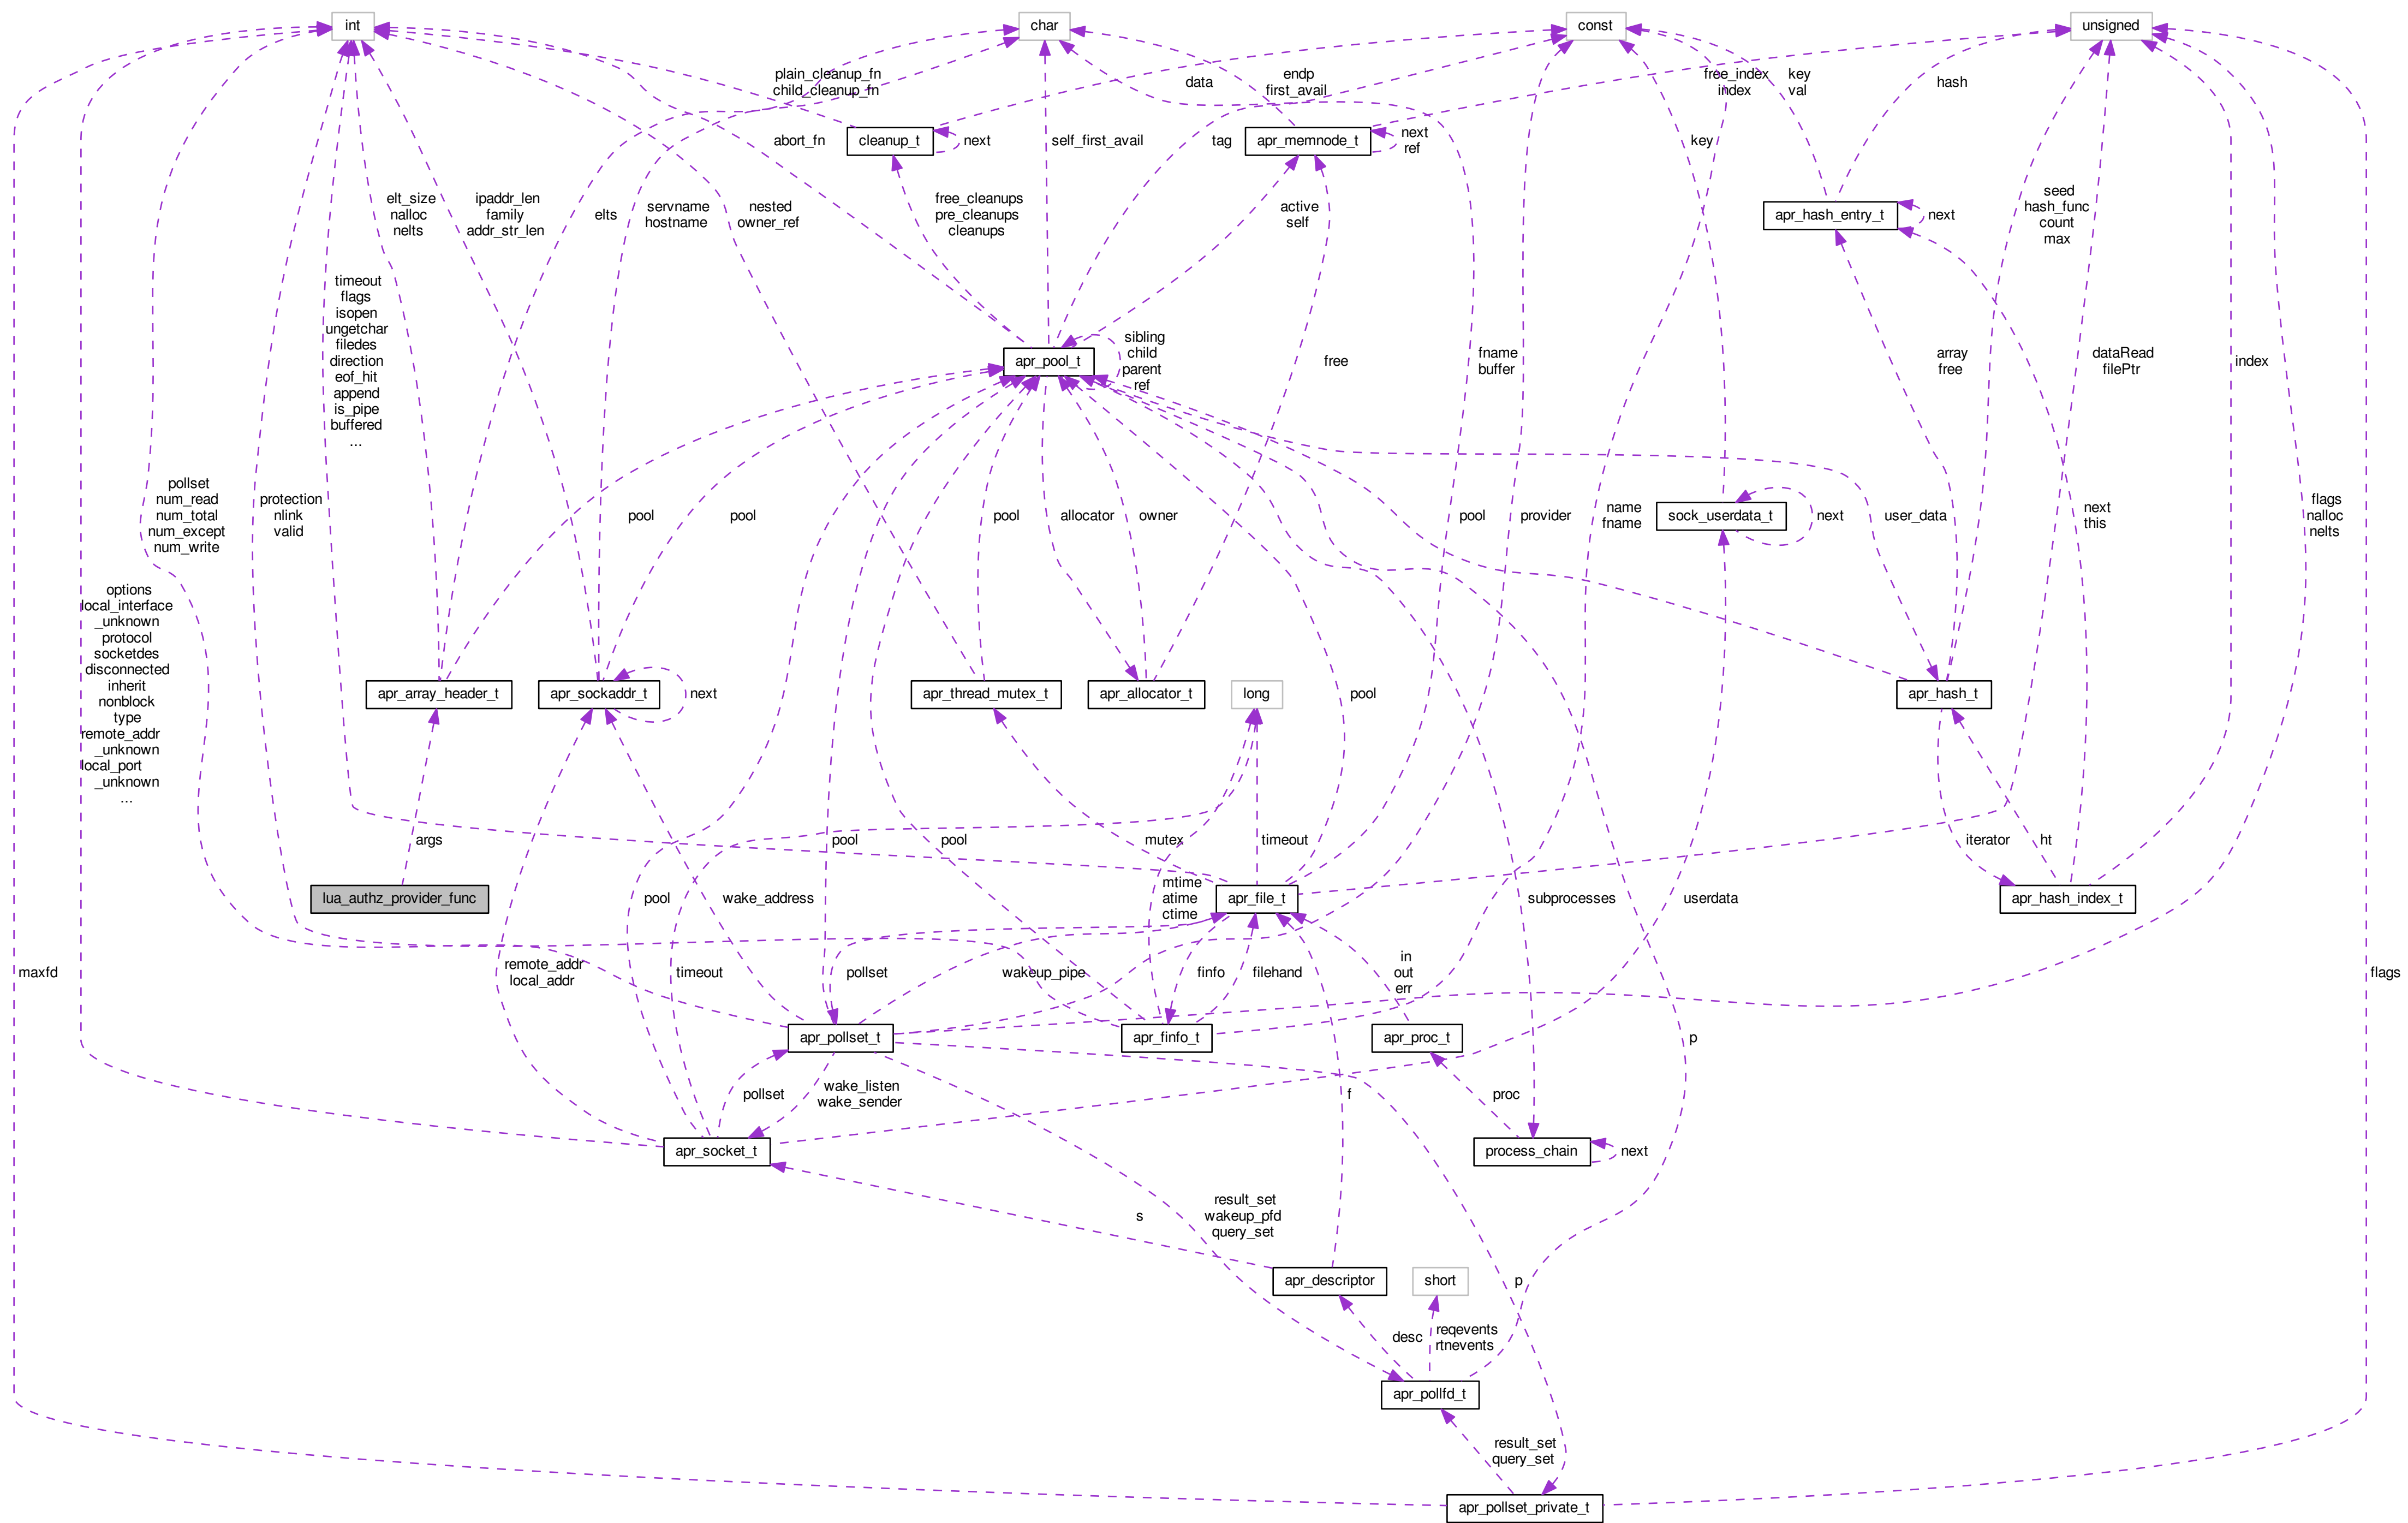 int
char
const
unsigned
plain_cleanup_fn
child_cleanup_fn
data
endp
first_avail
free_index
index
key
val
hash
abort_fn
cleanup_t
next
self_first_avail
tag
apr_memnode_t
next
ref
key
elt_size
nalloc
nelts
ipaddr_len
family
addr_str_len
elts
servname
hostname
nested
owner_ref
free_cleanups
pre_cleanups
cleanups
active
self
apr_hash_entry_t
next
seed
hash_func
count
max
timeout
flags
isopen
ungetchar
filedes
direction
eof_hit
append
is_pipe
buffered
...
apr_pool_t
sibling
child
parent
ref
free
fname
buffer
array
free
dataRead
filePtr
index
pollset
num_read
num_total
num_except
num_write
protection
nlink
valid
pool
pool
pool
allocator
owner
pool
provider
name
fname
sock_userdata_t
next
user_data
next
this
flags
nalloc
nelts
options
local_interface
_unknown
protocol
socketdes
disconnected
inherit
nonblock
type
remote_addr
_unknown
local_port
_unknown
...
apr_array_header_t
apr_sockaddr_t
next
apr_thread_mutex_t
apr_allocator_t
long
pool
apr_hash_t
args
pool
pool
mutex
timeout
iterator
ht
lua_authz_provider_func
pool
wake_address
mtime
atime
ctime
apr_file_t
subprocesses
userdata
apr_hash_index_t
maxfd
remote_addr
local_addr
timeout
pollset
wakeup_pipe
finfo
filehand
in
out
err
flags
apr_pollset_t
apr_finfo_t
apr_proc_t
p
pollset
wake_listen
wake_sender
f
proc
apr_socket_t
process_chain
next
s
result_set
wakeup_pfd
query_set
apr_descriptor
short
p
desc
reqevents
rtnevents
apr_pollfd_t
result_set
query_set
apr_pollset_private_t